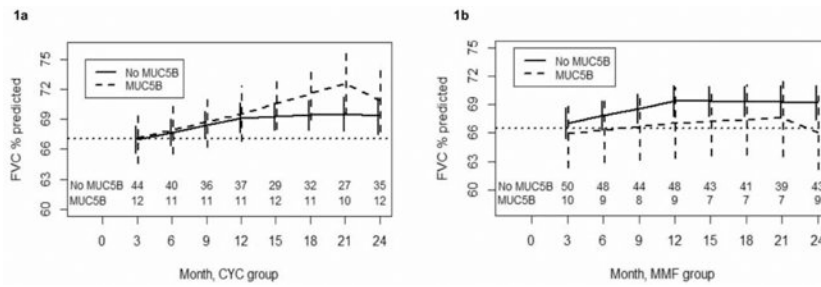 1a
FVC % predicted
75
72
69
66
63
60
No MUC5B
MUC5B
No MUC5B 44 40 36 37 29 32 27 35
MUC5B 12 11 11 11 12 11 10 12
0 3 6 9 12 15 18 21 24
Month, CYC group
1b
FVC % predicted
75
72
69
66
63
60
No MUC5B
MUC5B
No MUC5B 50 48 44 48 43 41 39 43
MUC5B 10 9 8 9 7 7 7 9
0 3 6 9 12 15 18 21 24
Month, MMF group